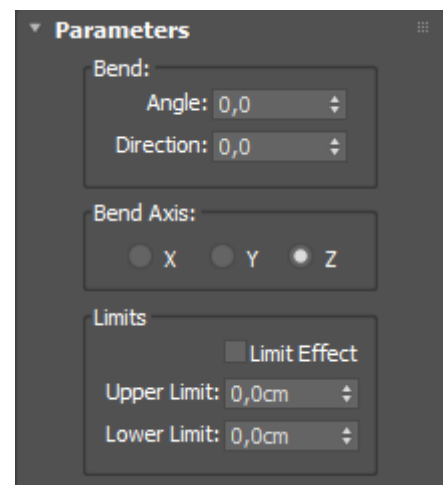 Parameters
Bend:
Angle: 0,0
Direction: 0,0
Bend Axis:
X Y Z
Limits
Limit Effect
Upper Limit: 0,0cm
Lower Limit: 0,0cm